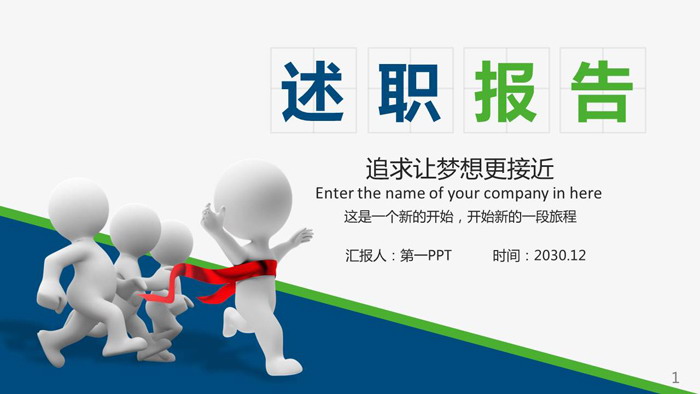 述职报告
追求让梦想更接近
Enter the name of your company in here
这是一个新的开始，开始新的一段旅程
汇报人：第一PPT 时间：2030.12
1